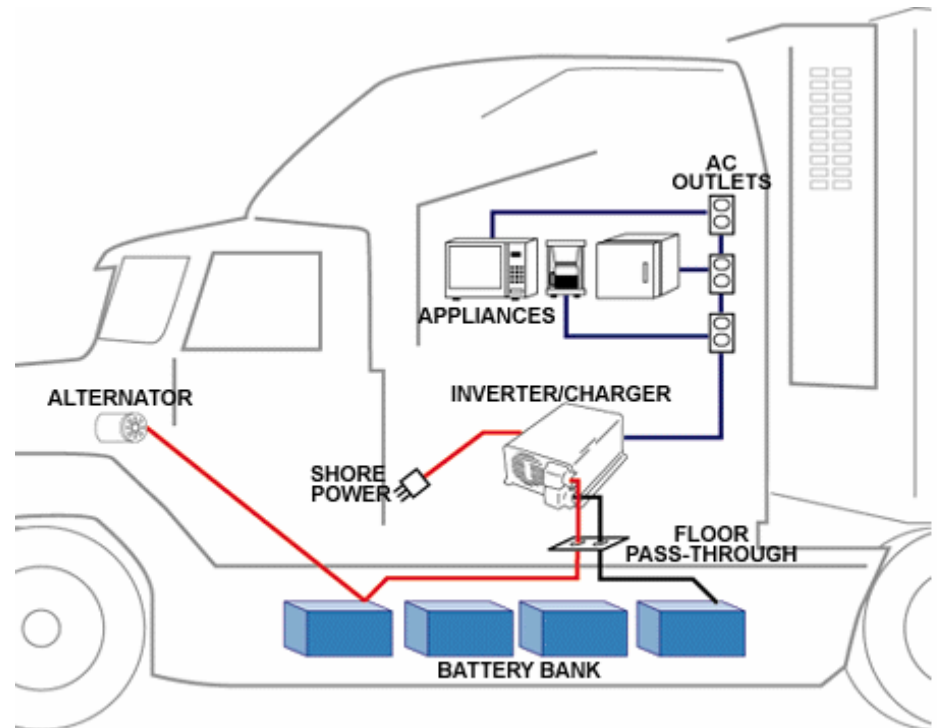 AC
OUTLETS
APPLIANCES
ALTERNATOR
INVERTER/CHARGER
SHORE
POWER
FLOOR
PASS-THROUGH
BATTERY BANK